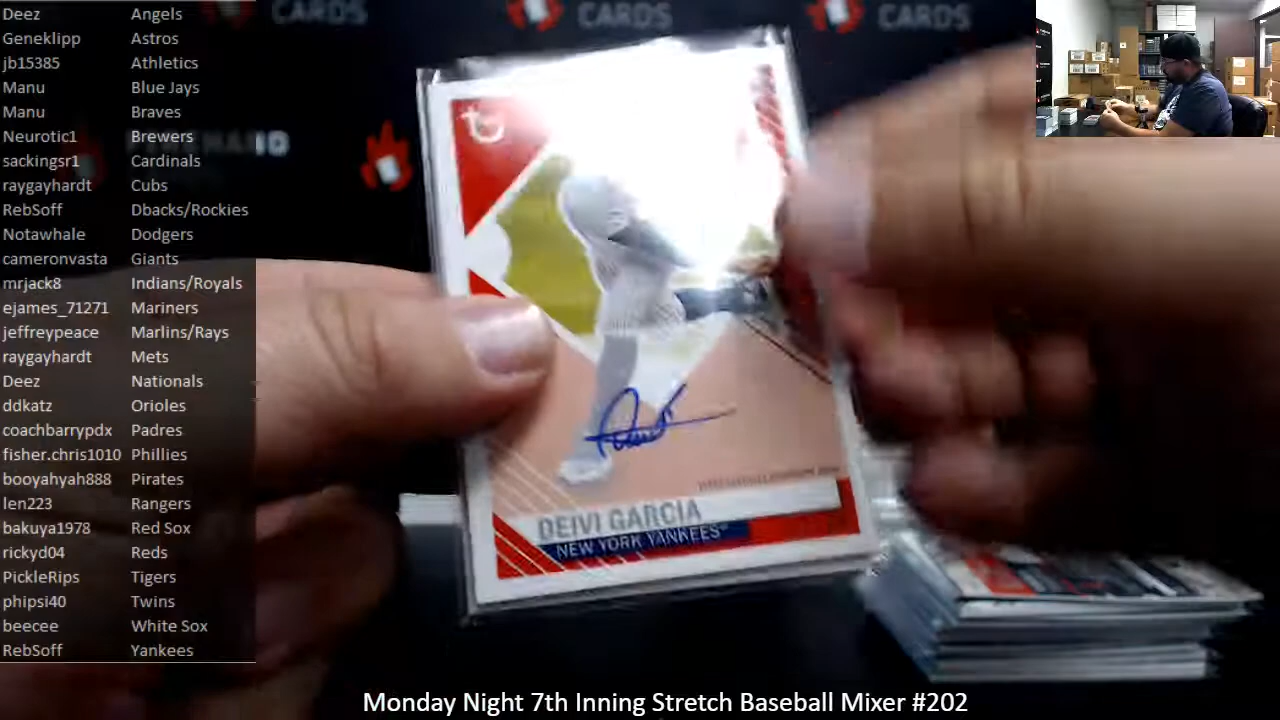 Deez Angels
Geneklipp Astros
jb15385 Athletics
Manu Blue Jays
Manu Braves
Neurotic1 Brewers
sackingsr1 Cardinals
raygayhardt Cubs
RebSoff Dbacks/Rockies
Notawhale Dodgers
cameronvasta Giants
mrjack8 Indians/Royals
ejames_71271 Mariners
jeffreypeace Marlins/Rays
raygayhardt Mets
Deez Nationals
ddkatz Orioles
coachbarrypdx Padres
fisher.chris1010 Phillies
booyahyah888 Pirates
len223 Rangers
bakuya1978 Red Sox
rickyd04 Reds
PickleRips Tigers
phipsi40 Twins
beecee White Sox
RebSoff Yankees
CARDS
CARDS
CARDS
DEIVI GARCIA
NEW YORK YANKEES
Monday Night 7th Inning Stretch Baseball Mixer #202